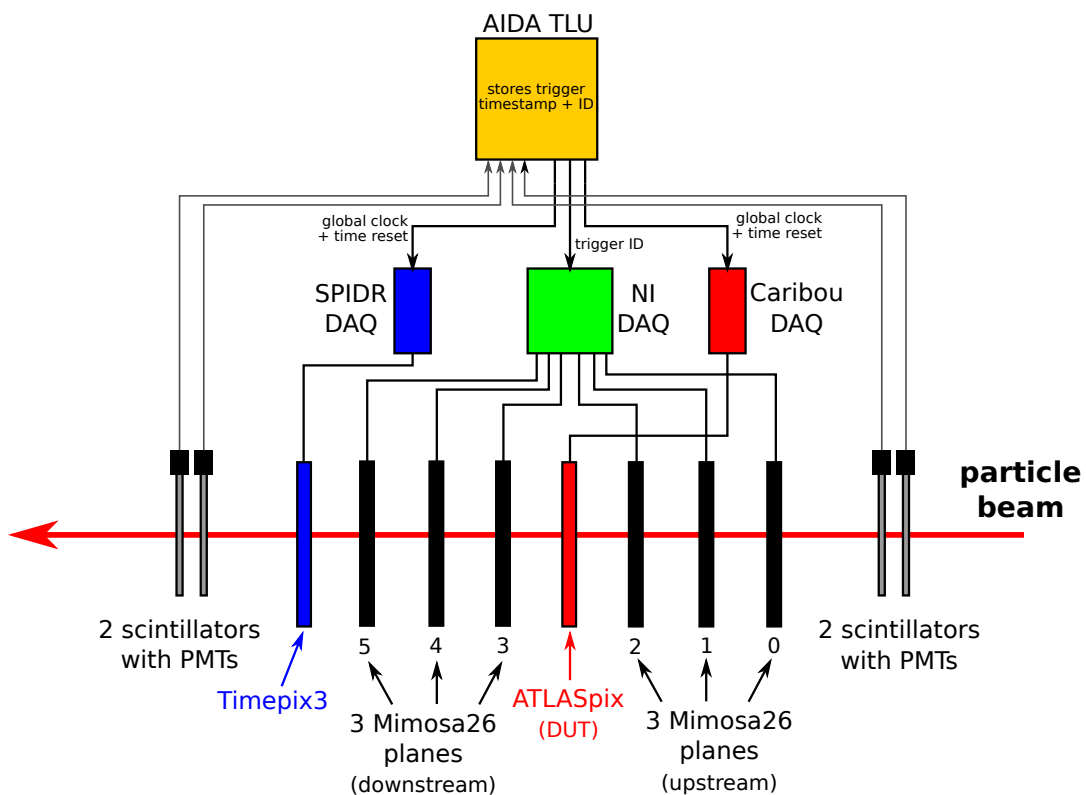 AIDA TLU
stores trigger
timestamp + ID
global clock
+ time reset
trigger ID
global clock
+ time reset
SPIDR
DAQ
NI
DAQ
Caribou
DAQ
particle
beam
2 scintillators
with PMTs
5
4
3
2
1
0
2 scintillators
with PMTs
Timepix3
3 Mimosa26
planes
(downstream)
ATLASpix
(DUT)
3 Mimosa26
planes
(upstream)